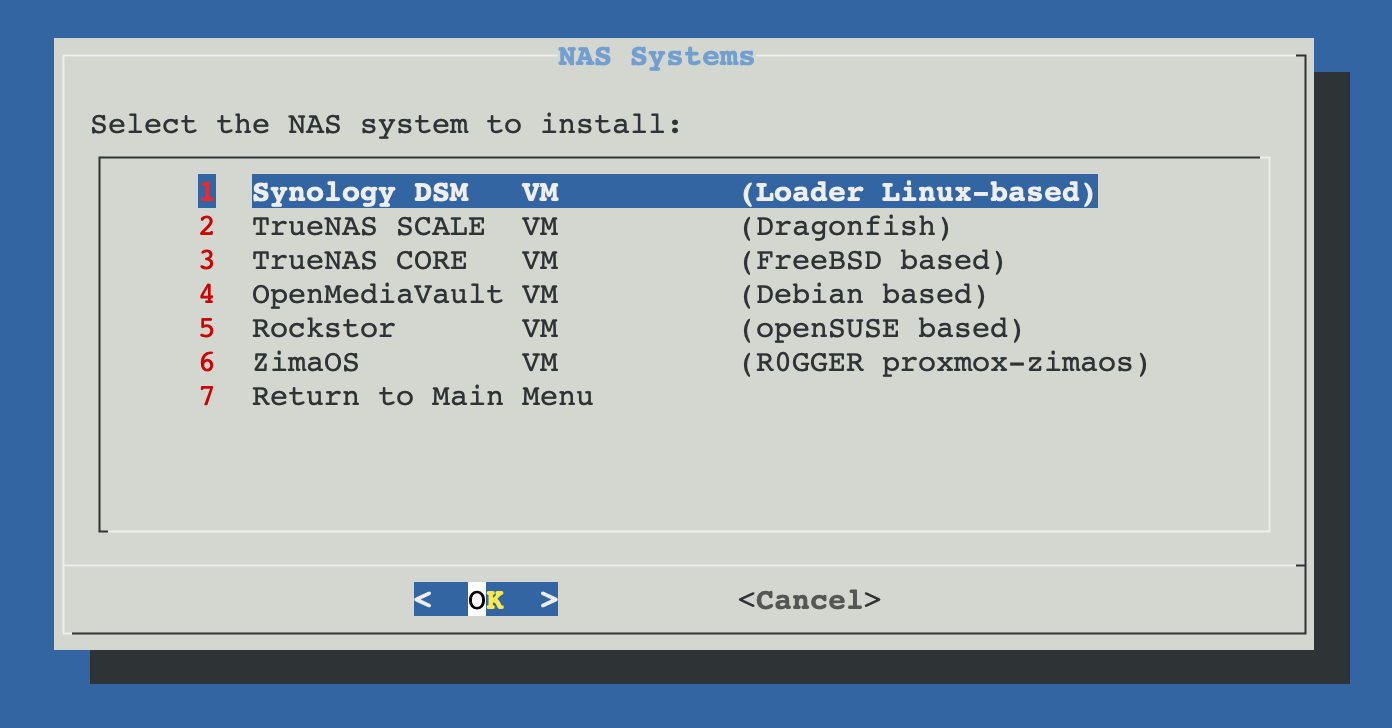 NAS Systems
Select the NAS system to install:
1 Synology DSM VM (Loader Linux-based)
2 TrueNAS SCALE VM (Dragonfish)
3 TrueNAS CORE VM (FreeBSD based)
4 OpenMediaVault VM (Debian based)
5 Rockstor VM (openSUSE based)
6 ZimaOS VM (R0GGER proxmox-zimaos)
7 Return to Main Menu
< OK > <Cancel>